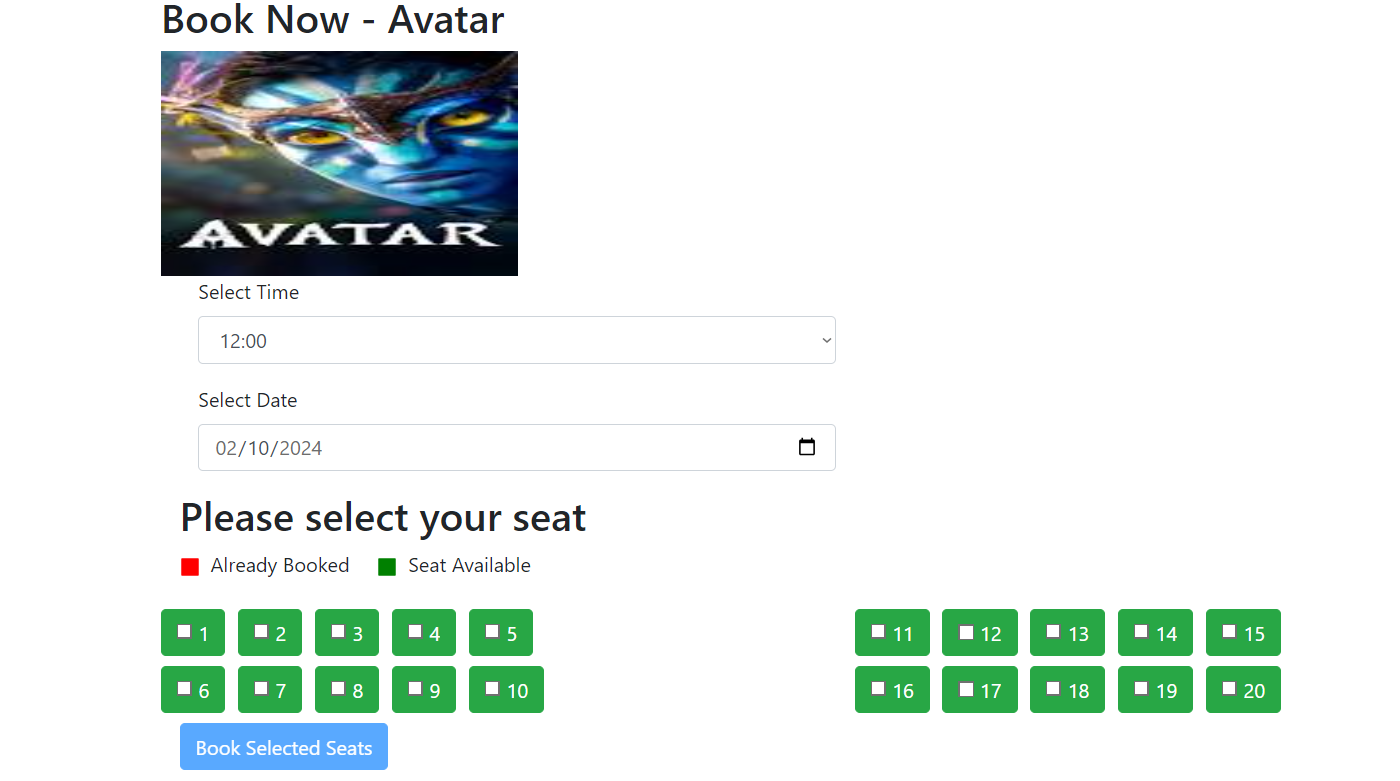 Book Now - Avatar
AVATAR
Select Time
12:00
Select Date
02/10/2024
Please select your seat
Already Booked Seat Available
1 2 3 4 5 11 12 13 14 15
6 7 8 9 10 16 17 18 19 20
Book Selected Seats